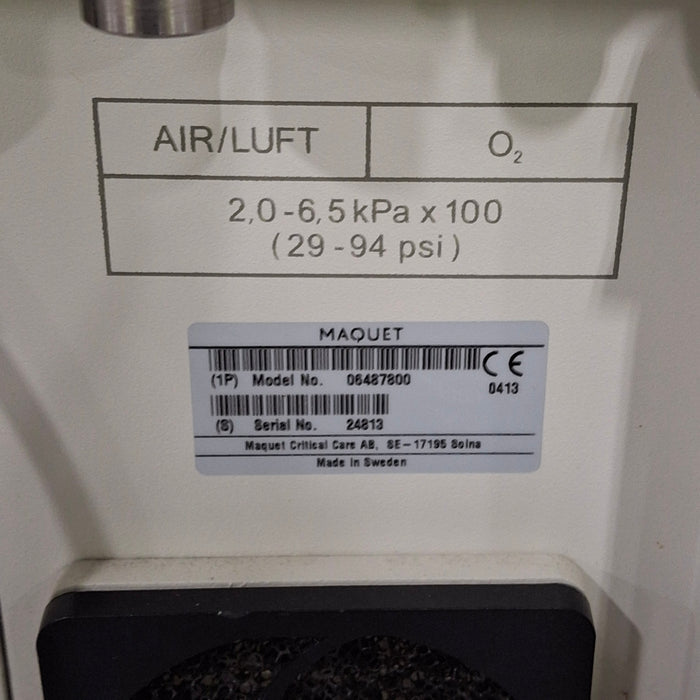 AIR/LUFT O₂
2,0-6,5 kPa x 100
(29-94 psi)
MAQUET
CE
(1P) Model No. 06487800
0413
(S) Serial No. 24813
Maquet Critical Care AB, SE-17195 Solna
Made in Sweden